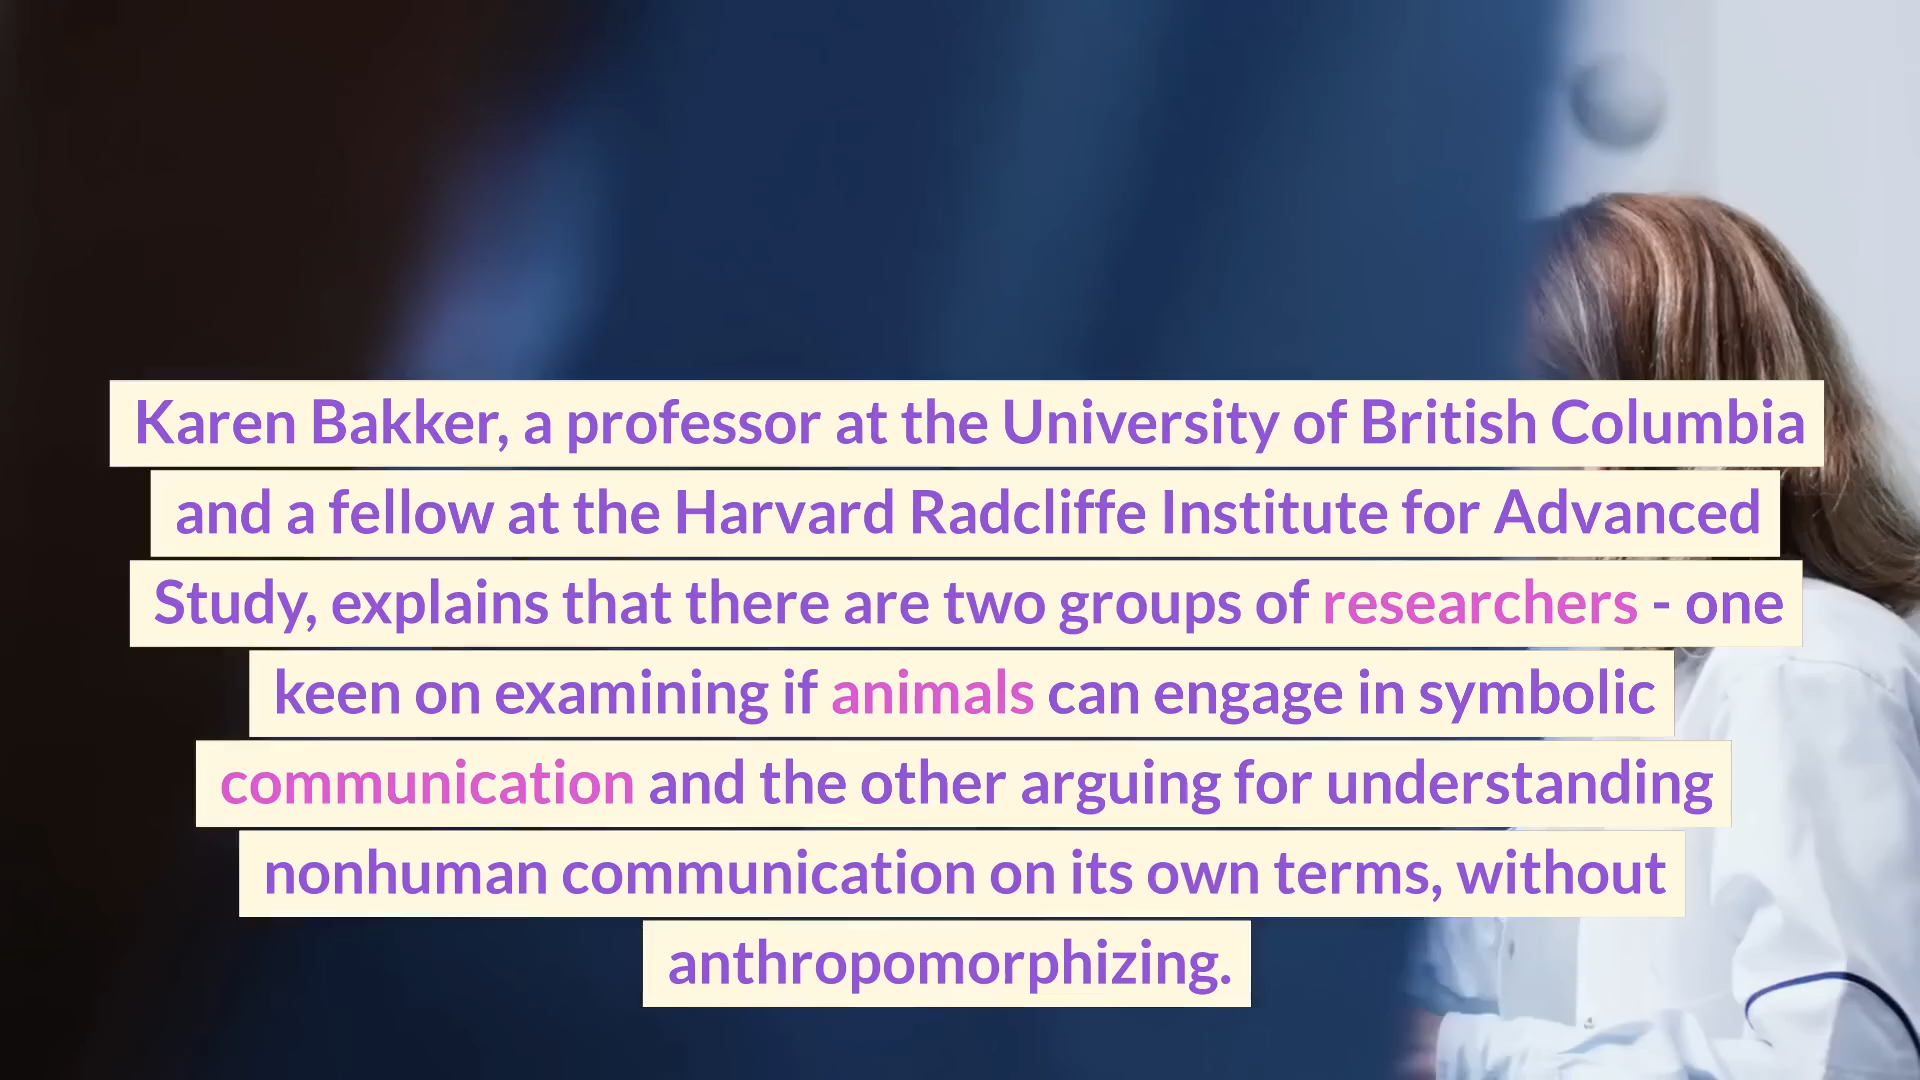 Karen Bakker, a professor at the University of British Columbia
and a fellow at the Harvard Radcliffe Institute for Advanced
Study, explains that there are two groups of researchers - one
keen on examining if animals can engage in symbolic
communication and the other arguing for understanding
nonhuman communication on its own terms, without
anthropomorphizing.